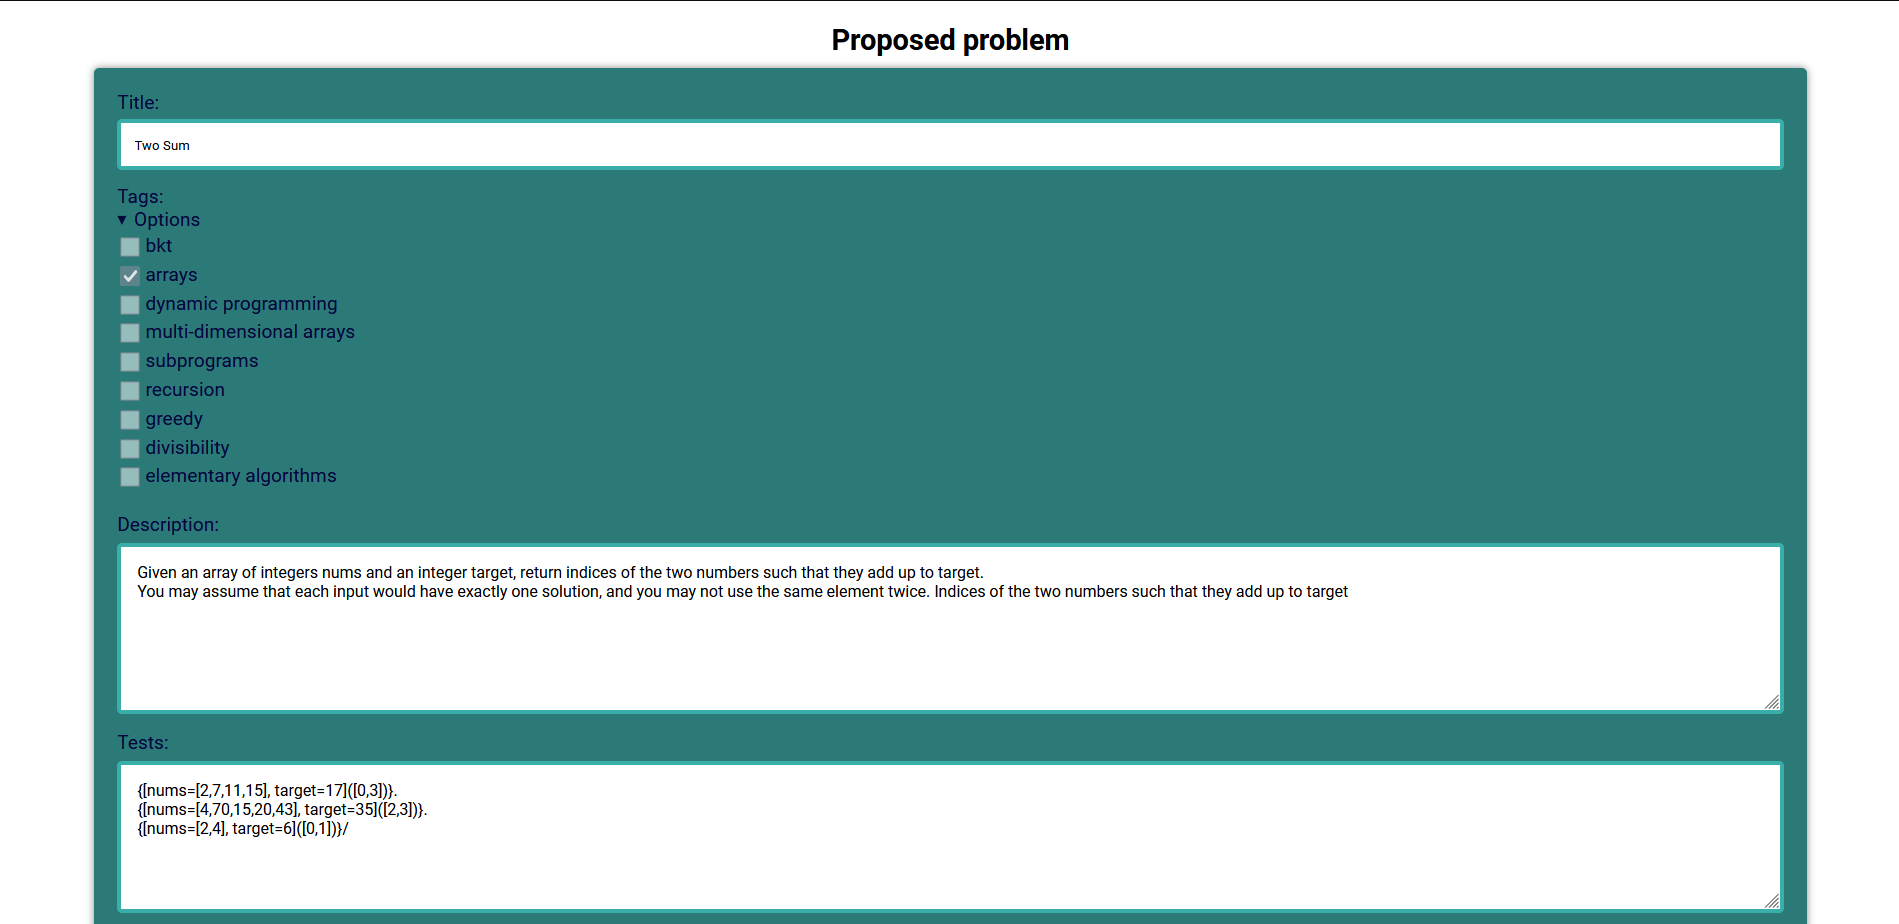 Proposed problem
Title:
Two Sum
Tags:
▼ Options
bkt
arrays
dynamic programming
multi-dimensional arrays
subprograms
recursion
greedy
divisibility
elementary algorithms
Description:
Given an array of integers nums and an integer target, return indices of the two numbers such that they add up to target.
You may assume that each input would have exactly one solution, and you may not use the same element twice. Indices of the two numbers such that they add up to target
Tests:
{[nums=[2,7,11,15], target=17]([0,3])}.
{[nums=[4,70,15,20,43], target=35]([2,3])}.
{[nums=[2,4], target=6]([0,1])}/